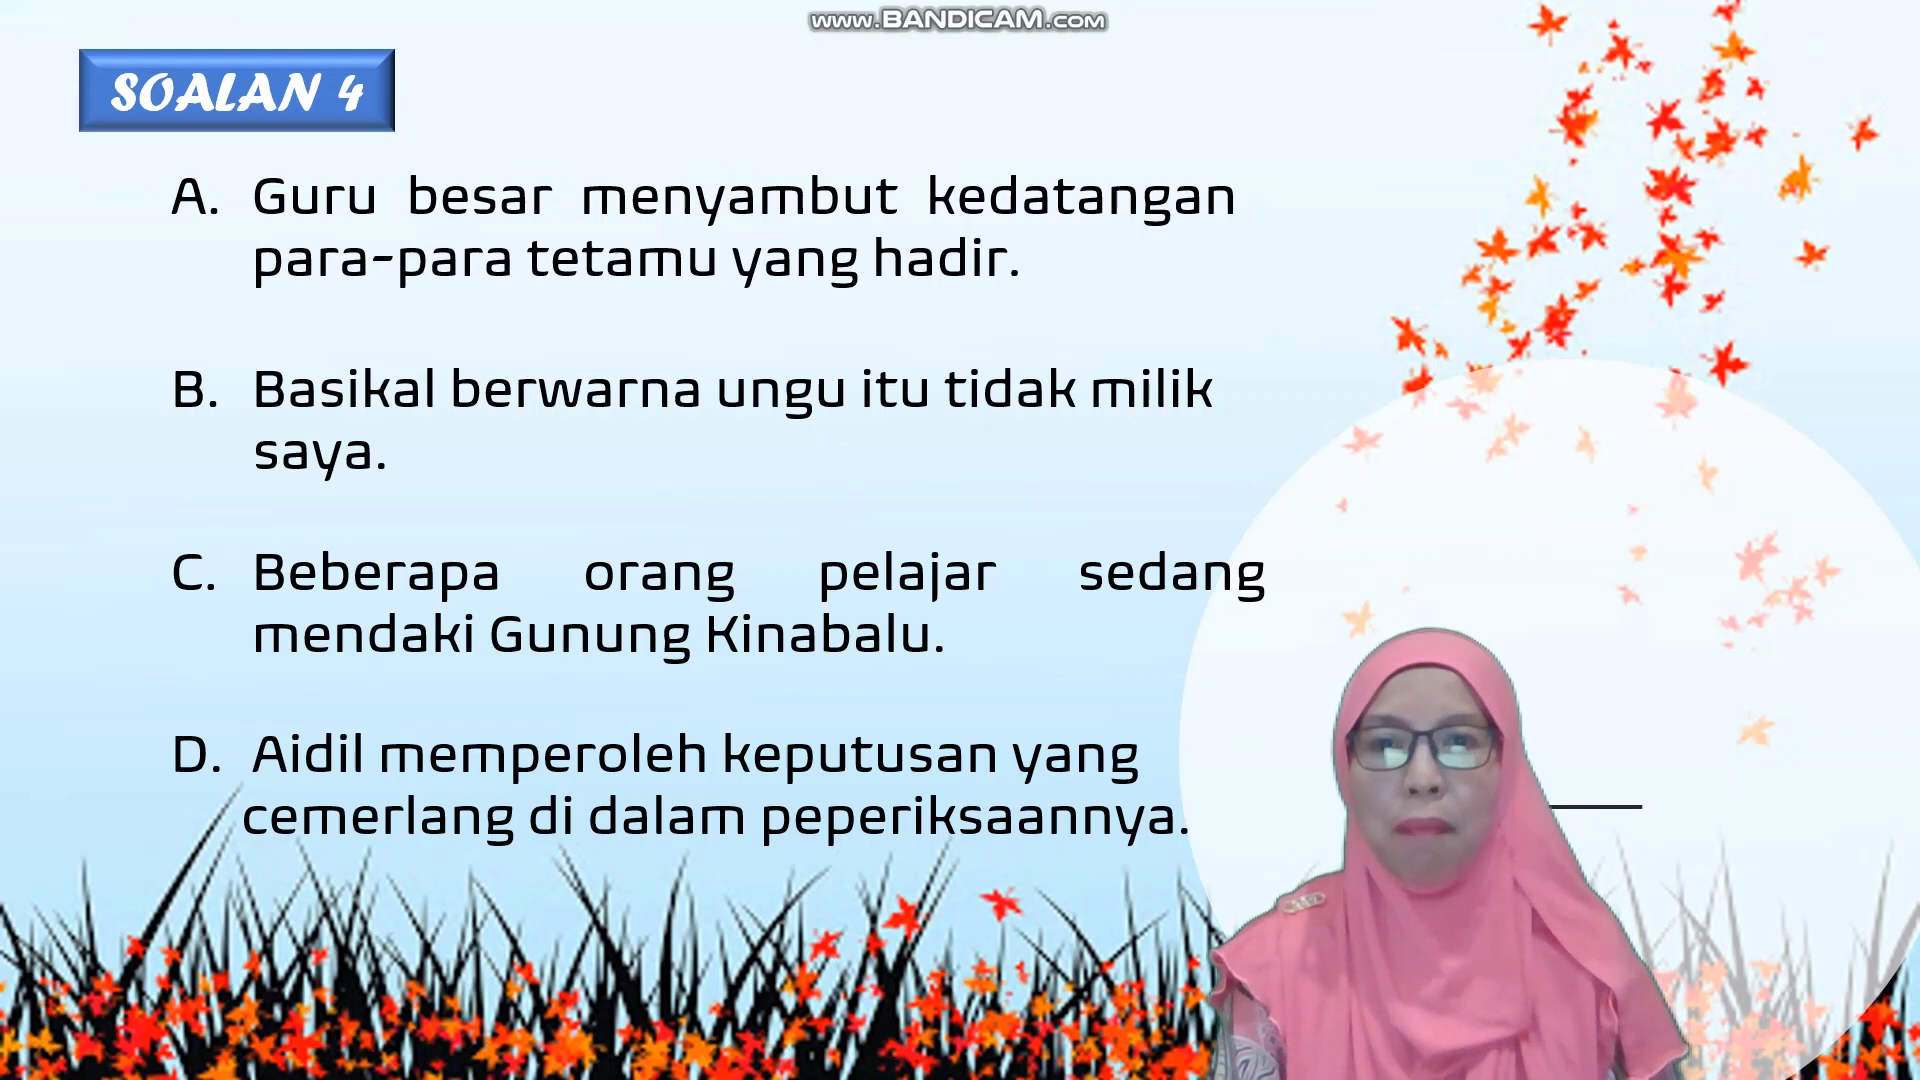 www.BANDICAM.com
SOALAN 4
A. Guru besar menyambut kedatangan
para-para tetamu yang hadir.
B. Basikal berwarna ungu itu tidak milik
saya.
C. Beberapa orang pelajar sedang
mendaki Gunung Kinabalu.
D. Aidil memperoleh keputusan yang
cemerlang di dalam peperiksaannya.